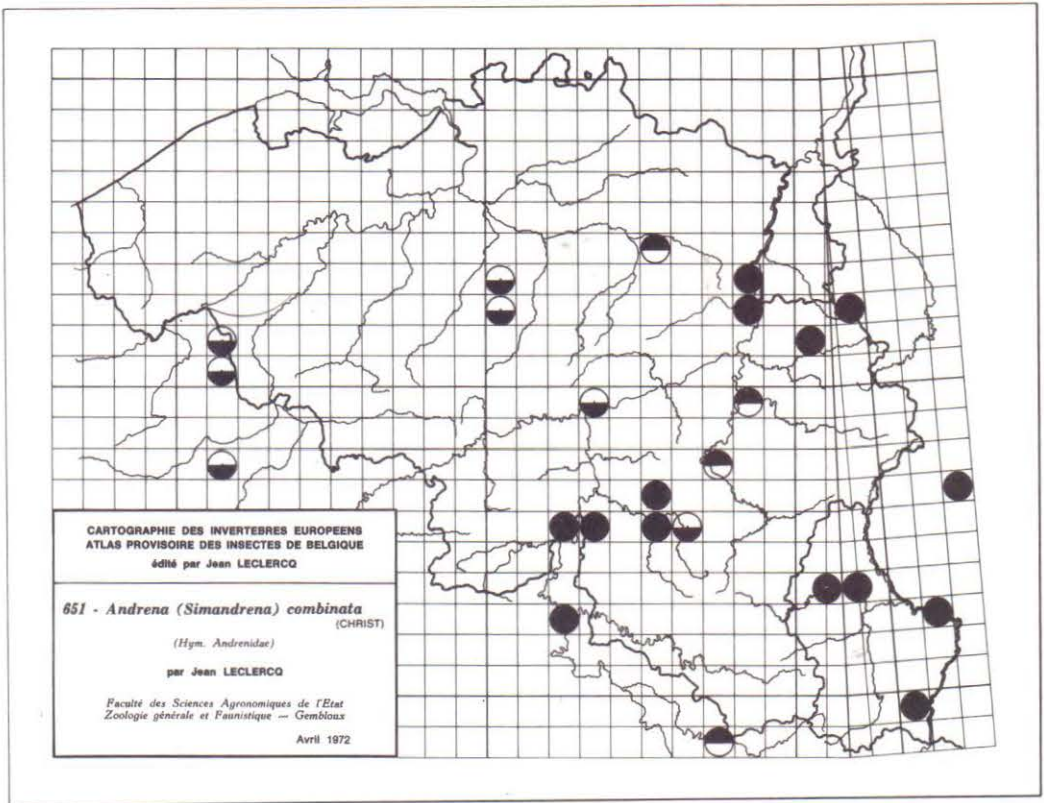 CARTOGRAPHIE DES INVERTEBRES EUROPEENS
ATLAS PROVISOIRE DES INSECTES DE BELGIQUE
édité par Jean LECLERCQ
651 - Andrena (Simandrena) combinata
(CHRIST)
(Hym. Andrenidae)
par Jean LECLERCQ
Faculté des Sciences Agronomiques de l'Etat
Zoologie générale et Faunistique — Gembloux
Avril 1972